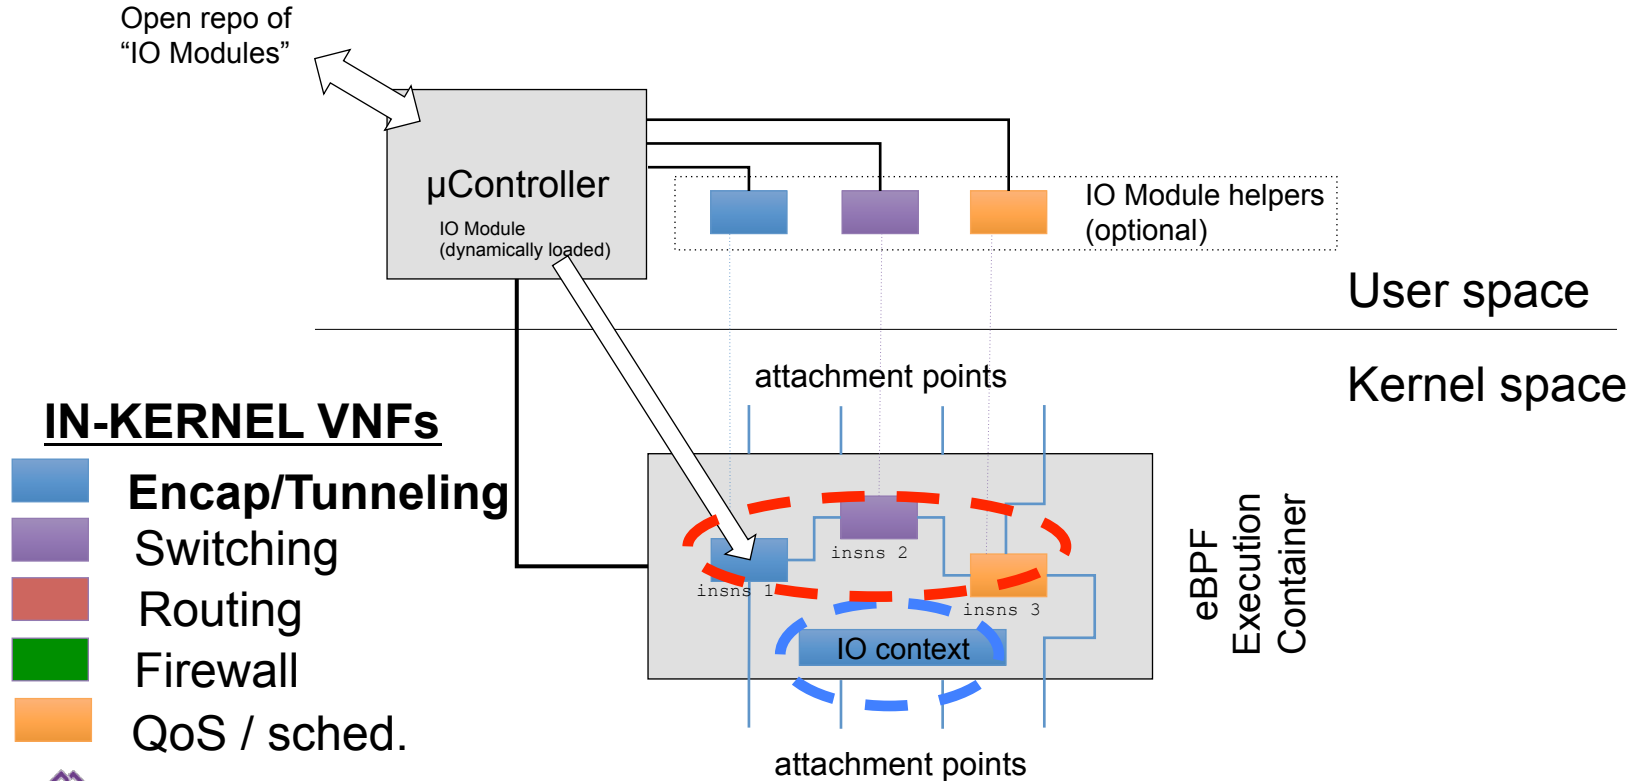 Open repo of
“IO Modules”
µController
IO Module
(dynamically loaded)
IO Module helpers
(optional)
User space
Kernel space
attachment points
IN-KERNEL VNFs
Encap/Tunneling
Switching
Routing
Firewall
QoS / sched.
insns 1
insns 2
insns 3
IO context
eBPF
Execution
Container
attachment points